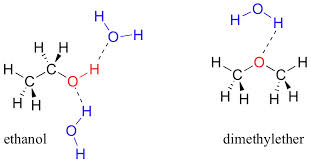 H
O H
H H
H C H
C O
H H H
O
H
ethanol
H O
H
O
H C C H
H H H H
dimethylether